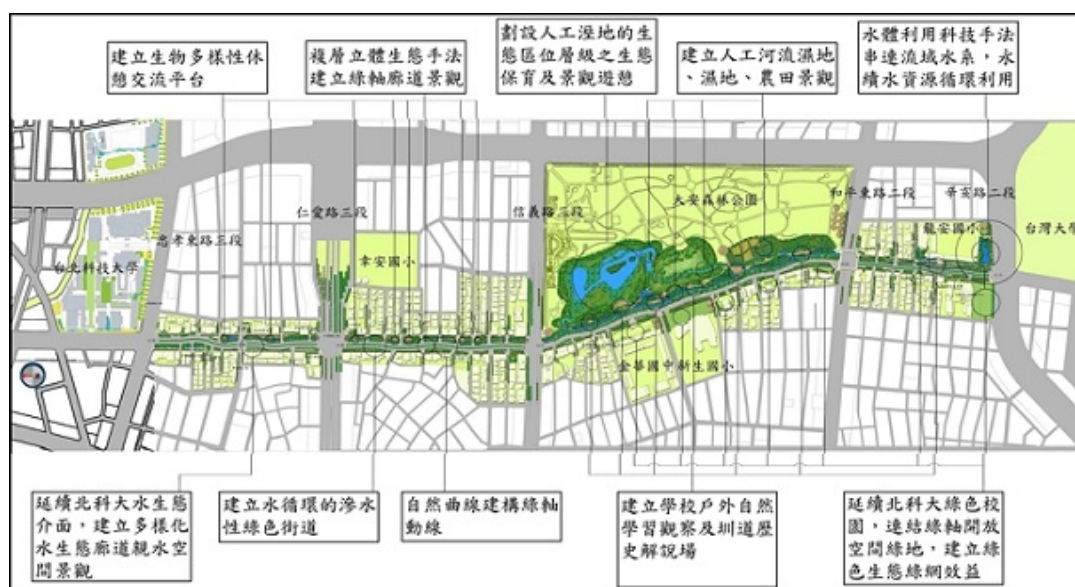 建立生物多樣性休
憩交流平台
複層立體生態手法
建立綠軸廊道景觀
劃設人工溼地的生
態區位層級之生態
保育及景觀遊憩
建立人工河流濕地
、濕地、農田景觀
水體利用科技手法
串連流域水系，永
續水資源循環利用
忠孝東路三段
仁愛路三段
信義路三段
大安森林公園
和平東路二段
辛亥路二段
台北科技大學
幸安國小
龍安國小
台灣大學
金華國中
新生國小
延續北科大水生態
介面，建立多樣化
水生態廊道親水空
間景觀
建立水循環的滲水
性綠色街道
自然曲線建構綠軸
動線
建立學校戶外自然
學習觀察及圳道歷
史解說場
延續北科大綠色校
園，連結綠軸開放
空間綠地，建立綠
色生態綠網效益